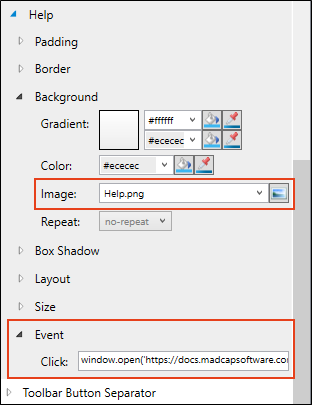 Help
Padding
Border
Background
Gradient: #ffffff
#ececec
Color: #ececec
Image: Help.png
Repeat: no-repeat
Box Shadow
Layout
Size
Event
Click: window.open('https://docs.madcapsoftware.co
Toolbar Button Separator